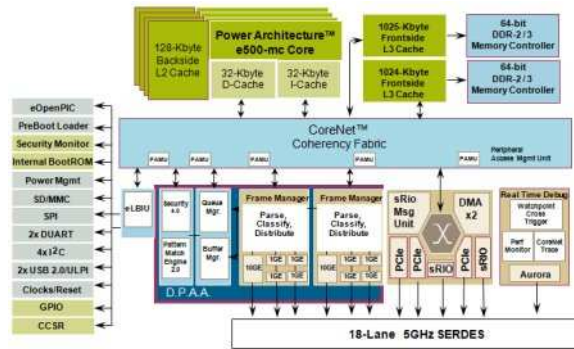 128-Kbyte
Backside
L2 Cache
Power Architecture™
e500-mc Core
32-Kbyte
D-Cache
32-Kbyte
I-Cache
1025-Kbyte
Frontside
L3 Cache
64-bit
DDR-2 / 3
Memory Controller
1024-Kbyte
Frontside
L3 Cache
64-bit
DDR-2 / 3
Memory Controller
eOpenPIC
PreBoot Loader
Security Monitor
Internal BootROM
Power Mgmt
SD/MMC
SPI
2x DUART
4x I2C
2x USB 2.0/ULPI
Clocks/Reset
GPIO
CCSR
CoreNet™
Coherency Fabric
PAMU
PAMU
PAMU
PAMU
PAMU
Peripheral
Access Mgmt Unit
eLBIU
Security
4.0
Queue
Mgr.
Pattern
Match
Engine
2.0
Buffer
Mgr.
D.P.A.A.
Frame Manager
Parse,
Classify,
Distribute
10GE
1GE
1GE
1GE
1GE
Frame Manager
Parse,
Classify,
Distribute
10GE
1GE
1GE
1GE
1GE
sRio
Msg
Unit
DMA
x2
PCIe
PCIe
sRIO
PCIe
sRIO
Real Time Debug
Watchpoint
Cross
Trigger
Perf
Monitor
CoreNet
Trace
Aurora
18-Lane 5GHz SERDES